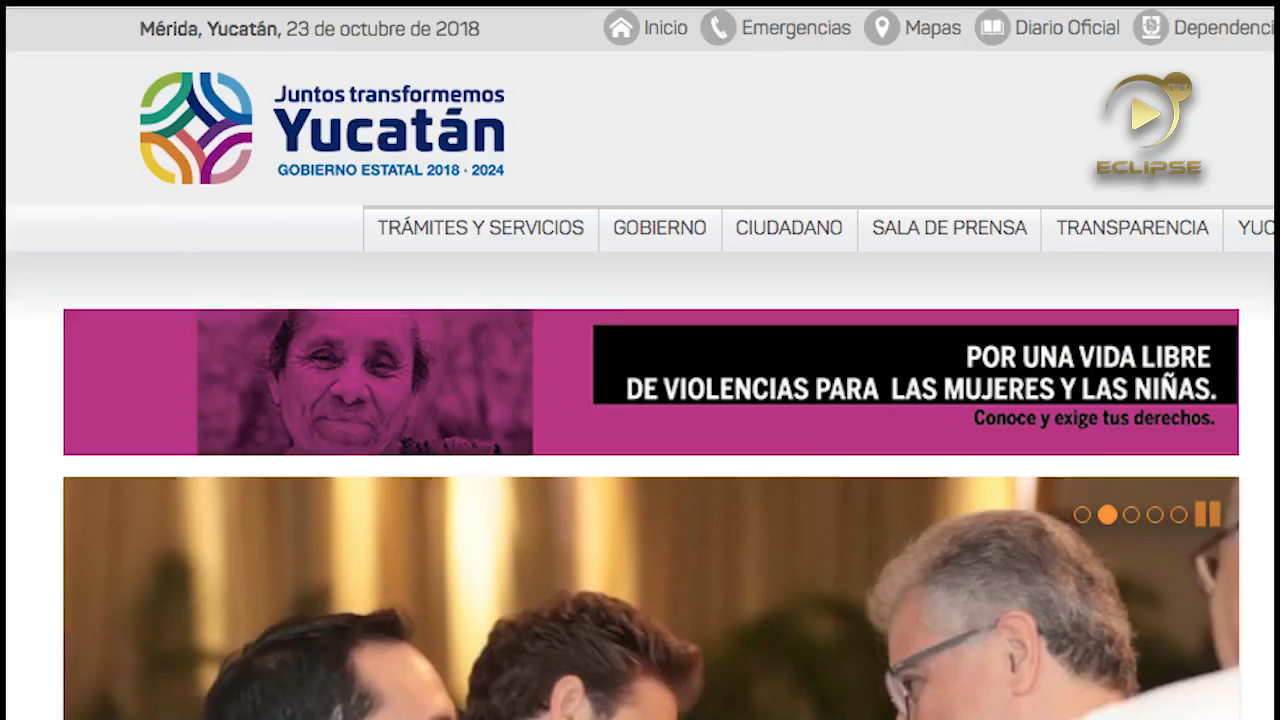 Mérida, Yucatán, 23 de octubre de 2018
Inicio
Emergencias
Mapas
Diario Oficial
Dependenci
Juntos transformemos
Yucatán
GOBIERNO ESTATAL 2018 · 2024
ECLIPSE
TRÁMITES Y SERVICIOS
GOBIERNO
CIUDADANO
SALA DE PRENSA
TRANSPARENCIA
YUC
POR UNA VIDA LIBRE
DE VIOLENCIAS PARA LAS MUJERES Y LAS NIÑAS.
Conoce y exige tus derechos.